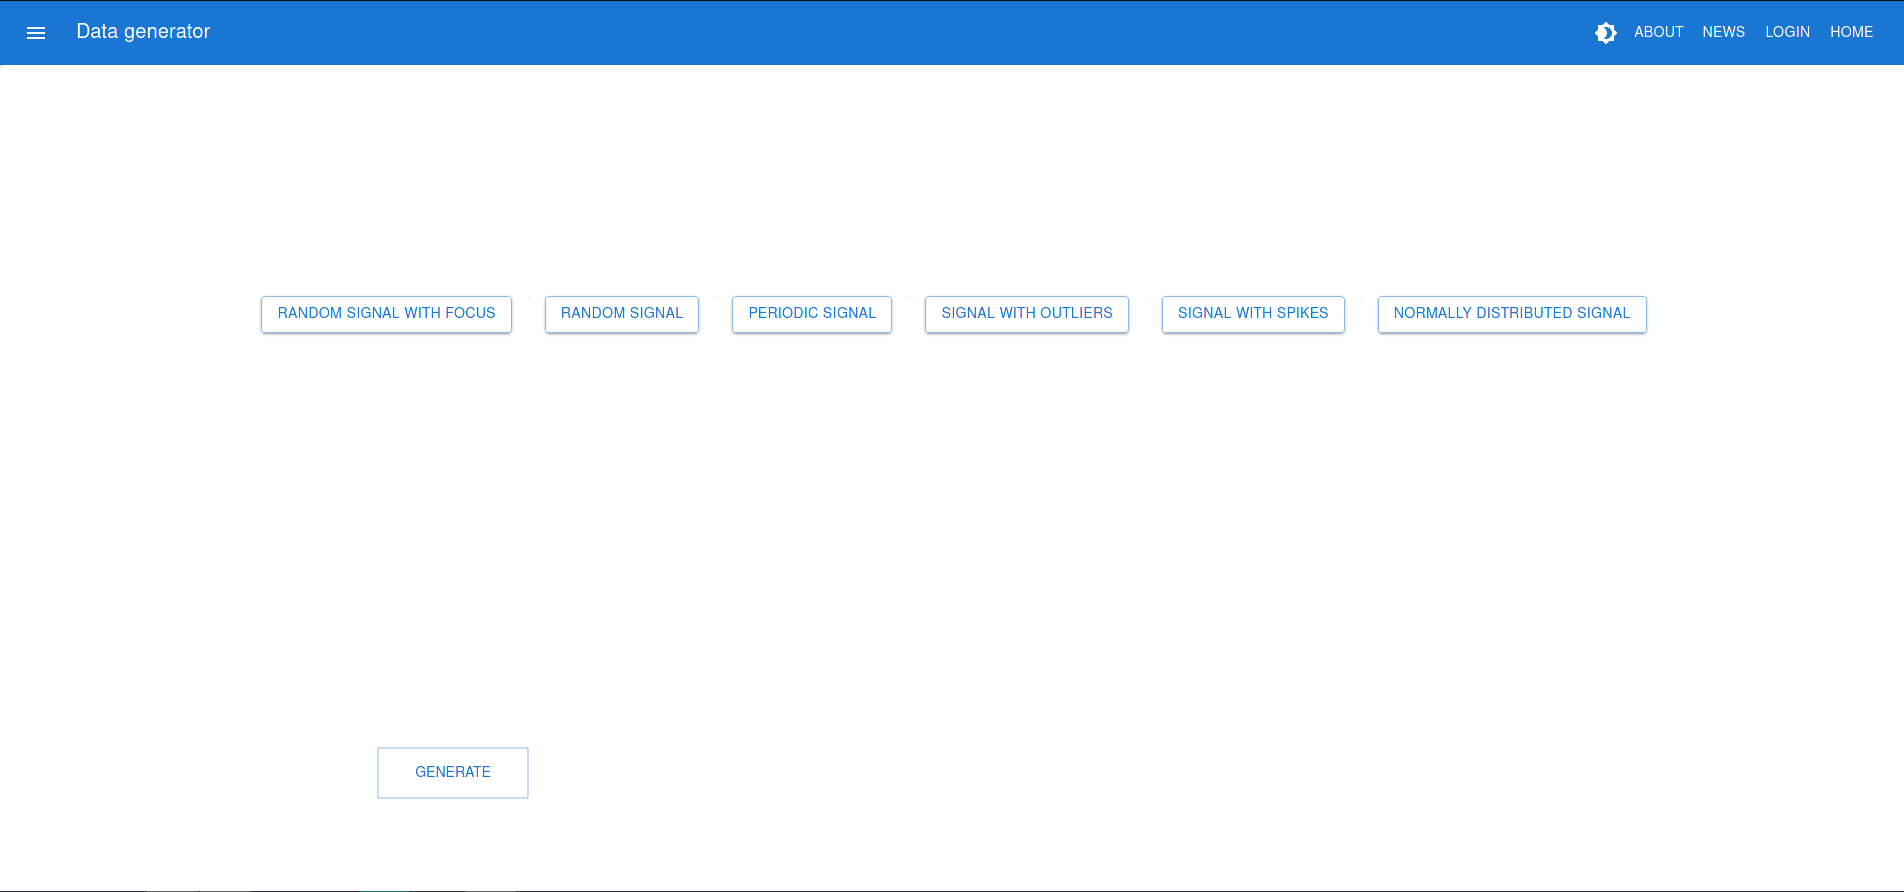 Data generator
ABOUT NEWS LOGIN HOME
RANDOM SIGNAL WITH FOCUS RANDOM SIGNAL PERIODIC SIGNAL SIGNAL WITH OUTLIERS SIGNAL WITH SPIKES NORMALLY DISTRIBUTED SIGNAL
GENERATE